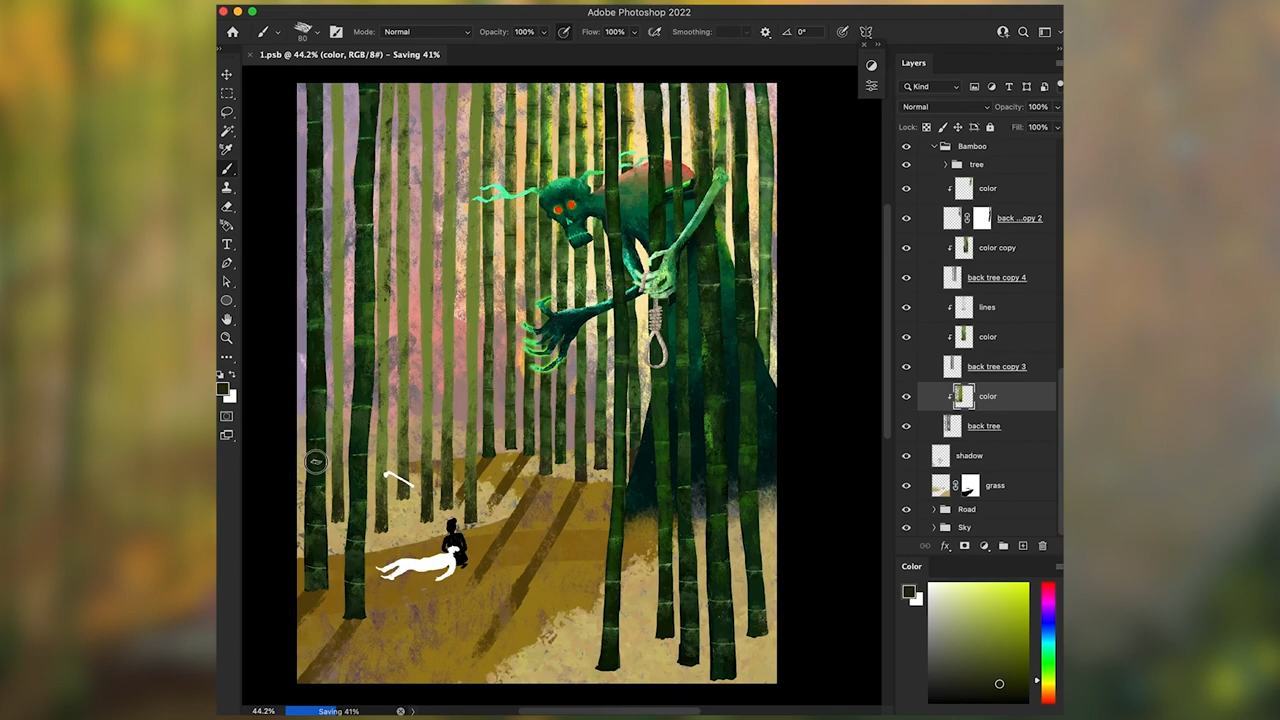 Adobe Photoshop 2022
80
Mode: Normal
Opacity: 100%
Flow: 100%
Smoothing:
0°
× 1.psb @ 44.2% (color, RGB/8#) – Saving 41%
Layers
Kind
Normal
Opacity: 100%
Lock:
Fill: 100%
Bamboo
tree
color
back ...opy 2
color copy
back tree copy 4
lines
color
back tree copy 3
color
back tree
shadow
grass
Road
Sky
fx
Color
44.2%
Saving 41%